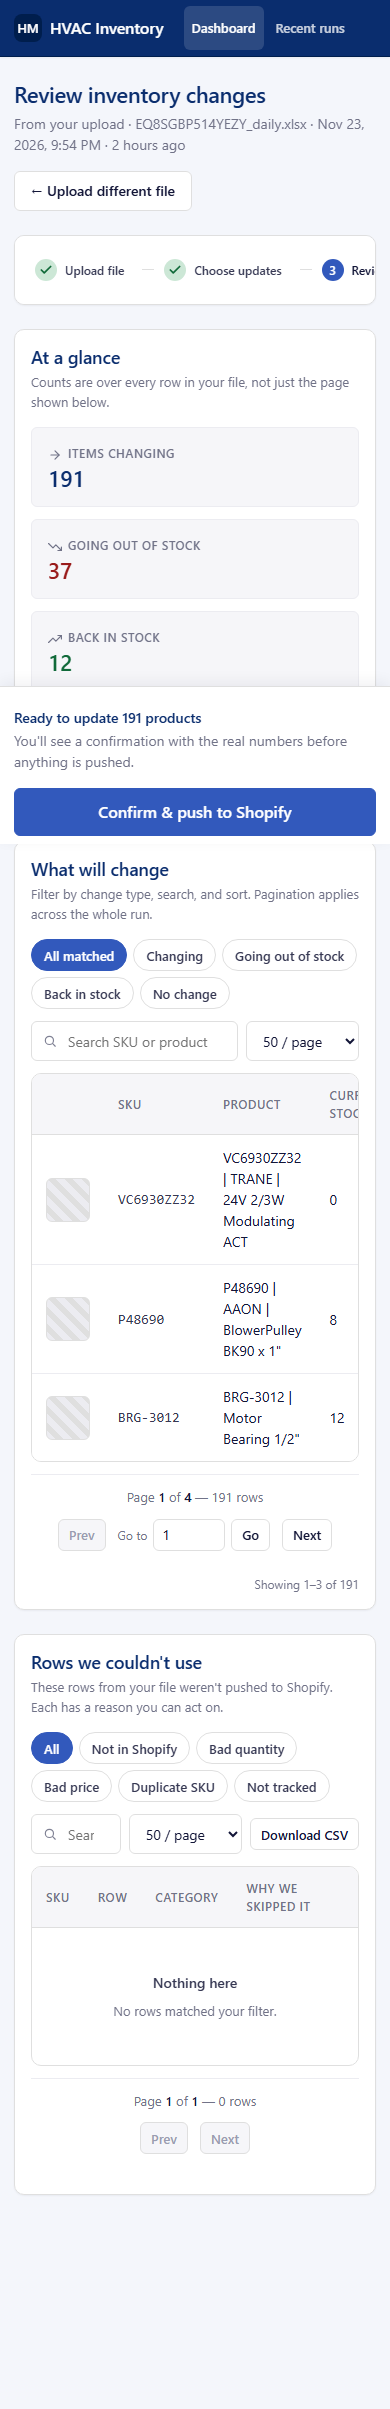 HM HVAC Inventory Dashboard Recent runs
Review inventory changes
From your upload · EQ8SGBP514YEZY_daily.xlsx · Nov 23,
2026, 9:54 PM · 2 hours ago
← Upload different file
Upload file Choose updates 3
At a glance
Counts are over every row in your file, not just the page
shown below.
ITEMS CHANGING
191
GOING OUT OF STOCK
37
BACK IN STOCK
12
Ready to update 191 products
You'll see a confirmation with the real numbers before
anything is pushed.
Confirm & push to Shopify
What will change
Filter by change type, search, and sort. Pagination applies
across the whole run.
All matched Changing Going out of stock
Back in stock No change
Search SKU or product 50 / page
SKU PRODUCT
VC6930ZZ32
| TRANE |
VC6930ZZ32 24V 2/3W 0
Modulating
ACT
P48690 |
AAON |
P48690 BlowerPulley 8
BK90 x 1"
BRG-3012 |
BRG-3012 Motor 12
Bearing 1/2"
Page 1 of 4 — 191 rows
Prev Go to 1 Go Next
Showing 1–3 of 191
Rows we couldn't use
These rows from your file weren't pushed to Shopify.
Each has a reason you can act on.
All Not in Shopify Bad quantity
Bad price Duplicate SKU Not tracked
50 / page Download CSV
SKU ROW CATEGORY WHY WE
SKIPPED IT
Nothing here
No rows matched your filter.
Page 1 of 1 — 0 rows
Prev Next